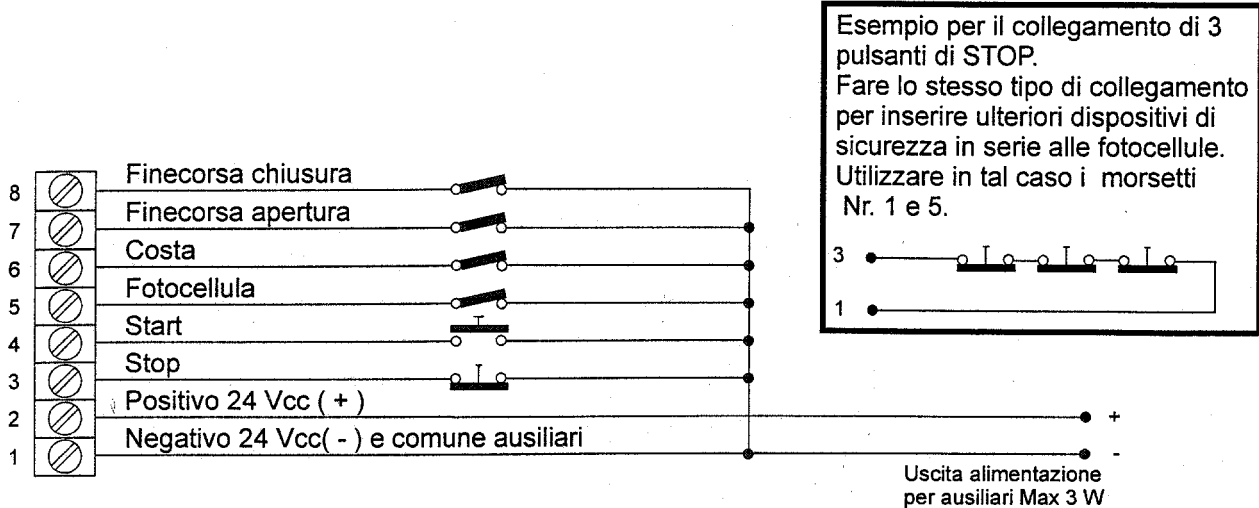 Esempio per il collegamento di 3
pulsanti di STOP.
Fare lo stesso tipo di collegamento
per inserire ulteriori dispositivi di
sicurezza in serie alle fotocellule.
Utilizzare in tal caso i morsetti
Nr. 1 e 5.
3
1
8 Finecorsa chiusura
7 Finecorsa apertura
6 Costa
5 Fotocellula
4 Start
3 Stop
2 Positivo 24 Vcc ( + ) +
1 Negativo 24 Vcc( - ) e comune ausiliari -
Uscita alimentazione
per ausiliari Max 3 W